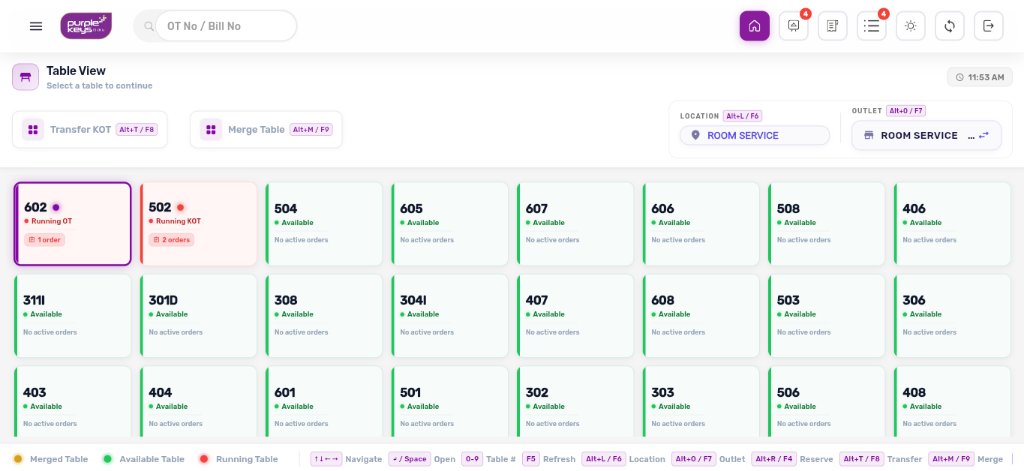 purple keys
OT No / Bill No
4
4
Table View
Select a table to continue
11:53 AM
Transfer KOT Alt+T / F8
Merge Table Alt+M / F9
LOCATION Alt+L / F6
ROOM SERVICE
OUTLET Alt+O / F7
ROOM SERVICE ...
602
Running OT
1 order
502
Running KOT
2 orders
504
Available
No active orders
605
Available
No active orders
607
Available
No active orders
606
Available
No active orders
508
Available
No active orders
406
Available
No active orders
311I
Available
No active orders
301D
Available
No active orders
308
Available
No active orders
304I
Available
No active orders
407
Available
No active orders
608
Available
No active orders
503
Available
No active orders
306
Available
No active orders
403
Available
No active orders
404
Available
No active orders
601
Available
No active orders
501
Available
No active orders
302
Available
No active orders
303
Available
No active orders
506
Available
No active orders
408
Available
No active orders
Merged Table Available Table Running Table ↑↓←→ Navigate ↵ / Space Open 0-9 Table # F5 Refresh Alt+L / F6 Location Alt+O / F7 Outlet Alt+R / F4 Reserve Alt+T / F8 Transfer Alt+M / F9 Merge